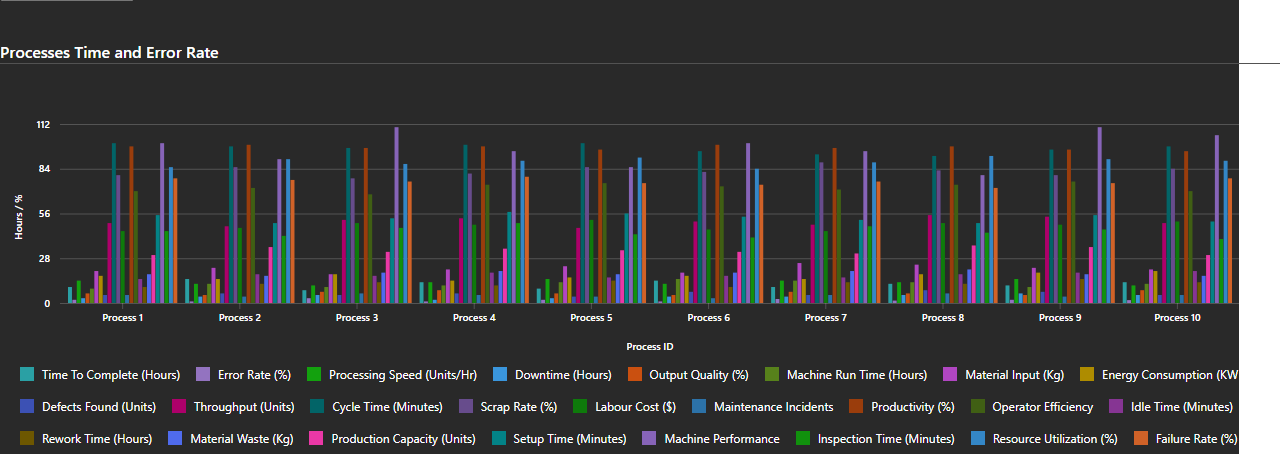 Processes Time and Error Rate
112
84
56
28
0
Hours / %
Process 1 Process 2 Process 3 Process 4 Process 5 Process 6 Process 7 Process 8 Process 9 Process 10
Process ID
Time To Complete (Hours) Error Rate (%) Processing Speed (Units/Hr) Downtime (Hours) Output Quality (%) Machine Run Time (Hours) Material Input (Kg) Energy Consumption (KW
Defects Found (Units) Throughput (Units) Cycle Time (Minutes) Scrap Rate (%) Labour Cost ($) Maintenance Incidents Productivity (%) Operator Efficiency Idle Time (Minutes)
Rework Time (Hours) Material Waste (Kg) Production Capacity (Units) Setup Time (Minutes) Machine Performance Inspection Time (Minutes) Resource Utilization (%) Failure Rate (%)